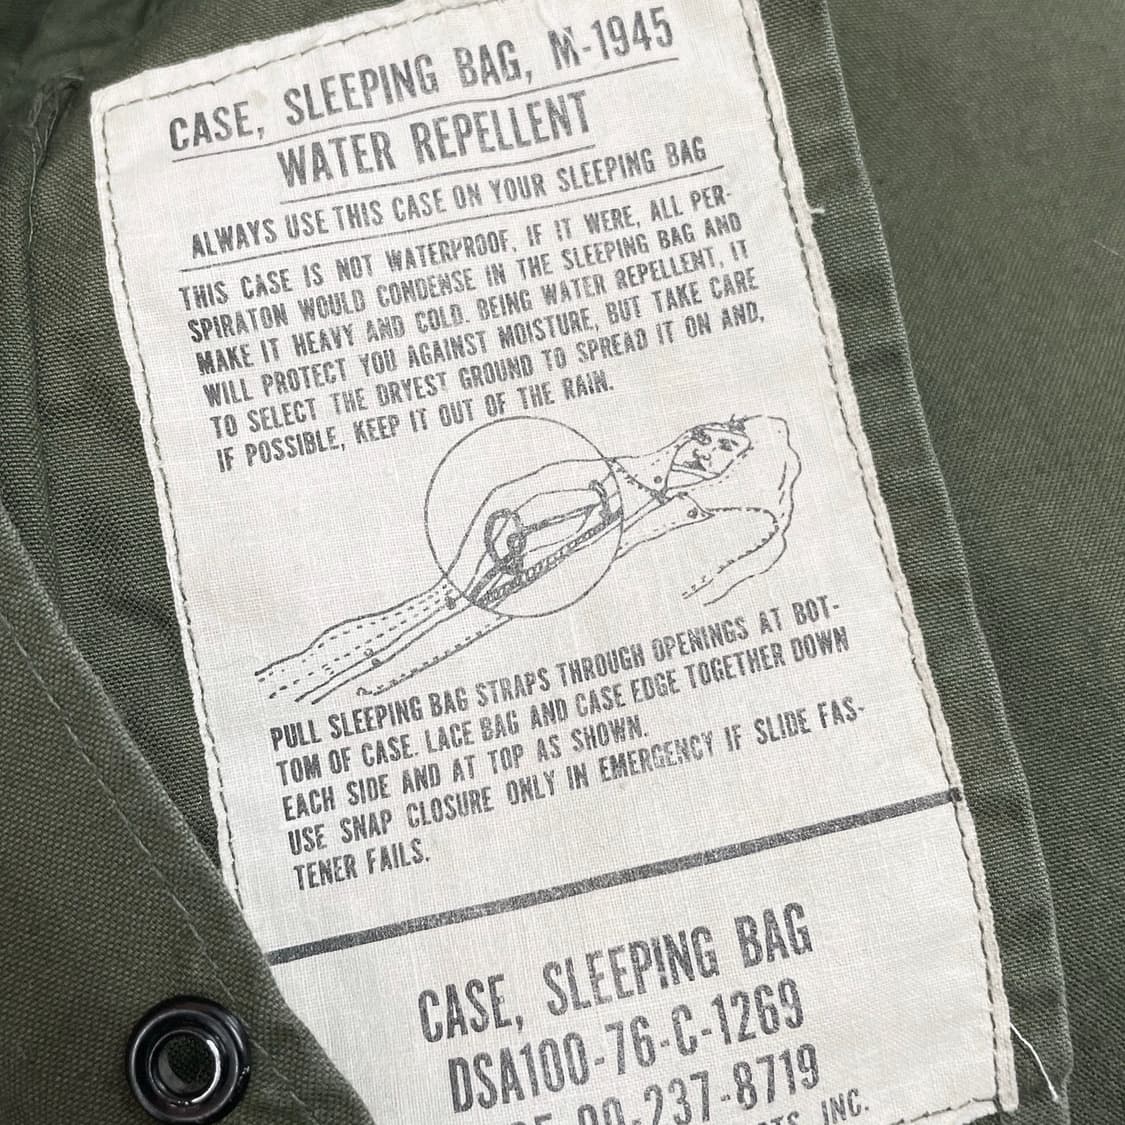 CASE, SLEEPING BAG, M-1945
WATER REPELLENT
ALWAYS USE THIS CASE ON YOUR SLEEPING BAG
THIS CASE IS NOT WATERPROOF. IF IT WERE, ALL PER-
SPIRATON WOULD CONDENSE IN THE SLEEPING BAG AND
MAKE IT HEAVY AND COLD. BEING WATER REPELLENT, IT
WILL PROTECT YOU AGAINST MOISTURE, BUT TAKE CARE
TO SELECT THE DRYEST GROUND TO SPREAD IT ON AND,
IF POSSIBLE, KEEP IT OUT OF THE RAIN.
PULL SLEEPING BAG STRAPS THROUGH OPENINGS AT BOT-
TOM OF CASE. LACE BAG AND CASE EDGE TOGETHER DOWN
EACH SIDE AND AT TOP AS SHOWN.
USE SNAP CLOSURE ONLY IN EMERGENCY IF SLIDE FAS-
TENER FAILS.
CASE, SLEEPING BAG
DSA100-76-C-1269
00-237-8719
INC.